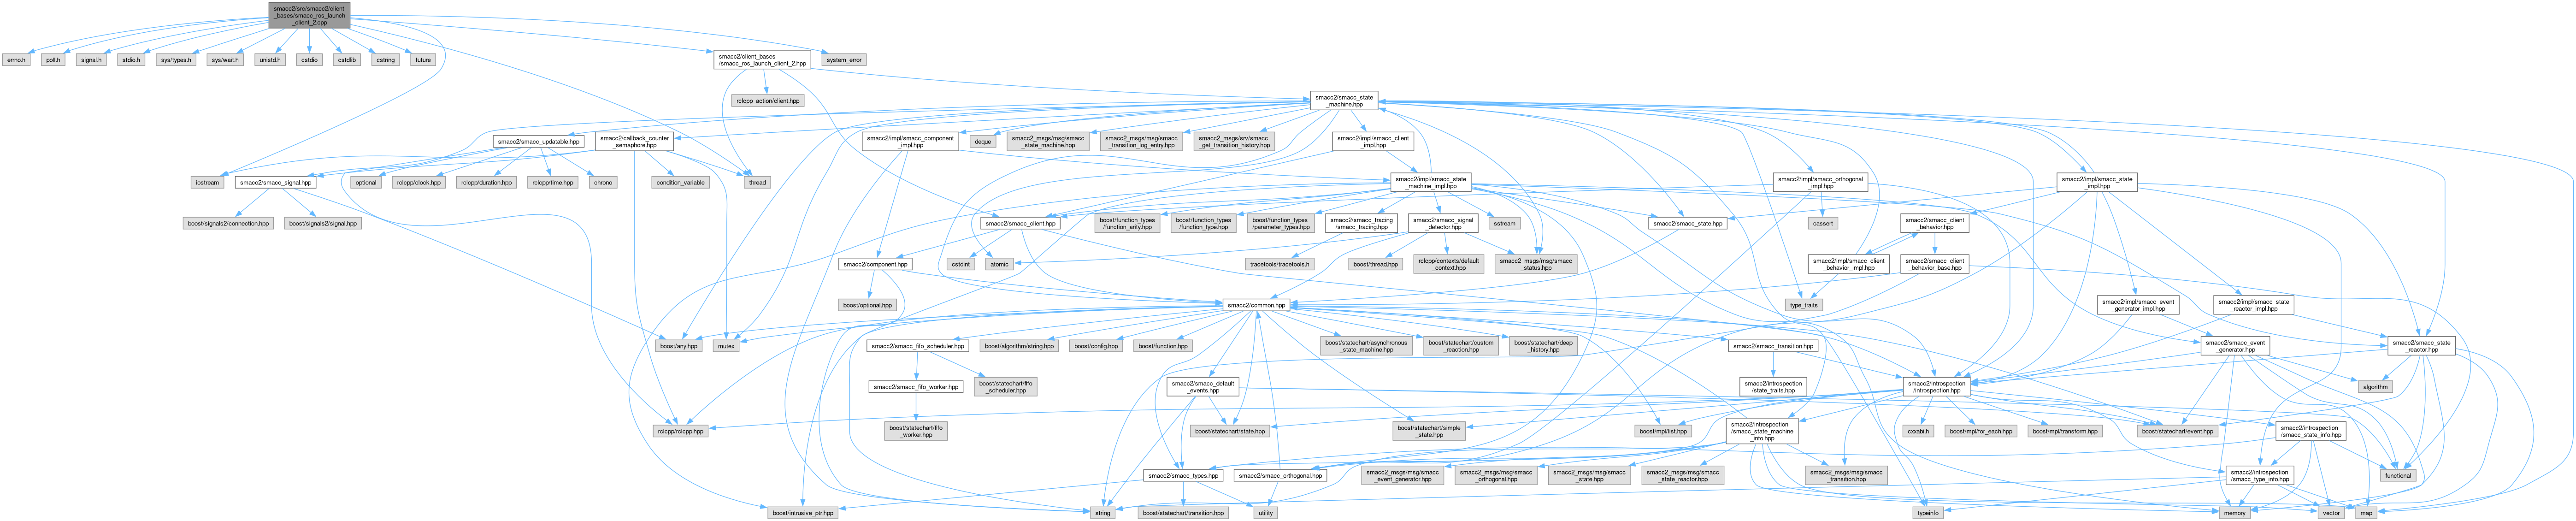 smacc2/src/smacc2/client
_bases/smacc_ros_launch
_client_2.cpp
errno.h
poll.h
signal.h
stdio.h
sys/types.h
sys/wait.h
unistd.h
cstdio
cstdlib
cstring
future
smacc2/client_bases
/smacc_ros_launch_client_2.hpp
system_error
rclcpp_action/client.hpp
smacc2/smacc_state
_machine.hpp
smacc2/smacc_updatable.hpp
smacc2/callback_counter
_semaphore.hpp
smacc2/impl/smacc_component
_impl.hpp
deque
smacc2_msgs/msg/smacc
_state_machine.hpp
smacc2_msgs/msg/smacc
_transition_log_entry.hpp
smacc2_msgs/srv/smacc
_get_transition_history.hpp
smacc2/impl/smacc_client
_impl.hpp
iostream
smacc2/smacc_signal.hpp
optional
rclcpp/clock.hpp
rclcpp/duration.hpp
rclcpp/time.hpp
chrono
condition_variable
thread
smacc2/impl/smacc_state
_machine_impl.hpp
smacc2/impl/smacc_orthogonal
_impl.hpp
smacc2/impl/smacc_state
_impl.hpp
boost/signals2/connection.hpp
boost/signals2/signal.hpp
smacc2/smacc_client.hpp
boost/function_types
/function_arity.hpp
boost/function_types
/function_type.hpp
boost/function_types
/parameter_types.hpp
smacc2/smacc_tracing
/smacc_tracing.hpp
smacc2/smacc_signal
_detector.hpp
sstream
smacc2/smacc_state.hpp
cassert
smacc2/smacc_client
_behavior.hpp
smacc2/component.hpp
cstdint
atomic
tracetools/tracetools.h
boost/thread.hpp
rclcpp/contexts/default
_context.hpp
smacc2_msgs/msg/smacc
_status.hpp
smacc2/impl/smacc_client
_behavior_impl.hpp
smacc2/smacc_client
_behavior_base.hpp
boost/optional.hpp
smacc2/common.hpp
type_traits
smacc2/impl/smacc_event
_generator_impl.hpp
smacc2/impl/smacc_state
_reactor_impl.hpp
boost/any.hpp
mutex
smacc2/smacc_fifo_scheduler.hpp
boost/algorithm/string.hpp
boost/config.hpp
boost/function.hpp
boost/statechart/asynchronous
_state_machine.hpp
boost/statechart/custom
_reaction.hpp
boost/statechart/deep
_history.hpp
smacc2/smacc_transition.hpp
smacc2/smacc_event
_generator.hpp
smacc2/smacc_state
_reactor.hpp
smacc2/smacc_fifo_worker.hpp
boost/statechart/fifo
_scheduler.hpp
smacc2/smacc_default
_events.hpp
smacc2/introspection
/state_traits.hpp
smacc2/introspection
/introspection.hpp
algorithm
rclcpp/rclcpp.hpp
boost/statechart/fifo
_worker.hpp
boost/statechart/state.hpp
boost/statechart/simple
_state.hpp
boost/mpl/list.hpp
smacc2/introspection
/smacc_state_machine
_info.hpp
cxxabi.h
boost/mpl/for_each.hpp
boost/mpl/transform.hpp
boost/statechart/event.hpp
smacc2/introspection
/smacc_state_info.hpp
smacc2/smacc_types.hpp
smacc2/smacc_orthogonal.hpp
smacc2_msgs/msg/smacc
_event_generator.hpp
smacc2_msgs/msg/smacc
_orthogonal.hpp
smacc2_msgs/msg/smacc
_state.hpp
smacc2_msgs/msg/smacc
_state_reactor.hpp
smacc2_msgs/msg/smacc
_transition.hpp
smacc2/introspection
/smacc_type_info.hpp
functional
boost/intrusive_ptr.hpp
string
boost/statechart/transition.hpp
utility
typeinfo
memory
vector
map